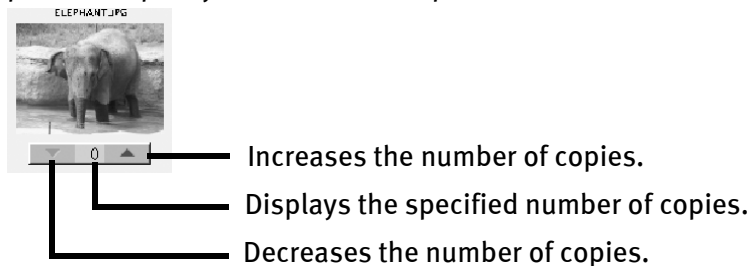 ELEPHANT.JPG
0
Increases the number of copies.
Displays the specified number of copies.
Decreases the number of copies.